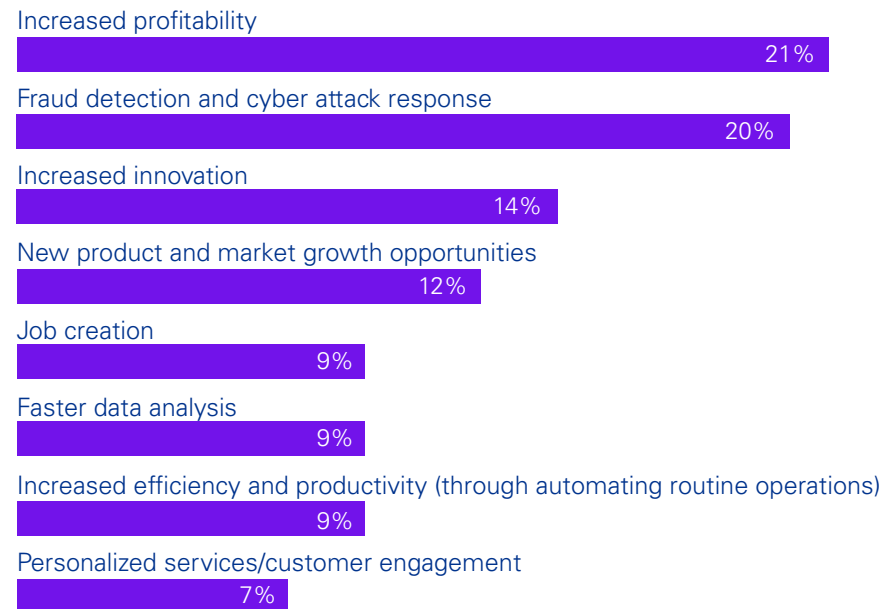 Increased profitability
21%
Fraud detection and cyber attack response
20%
Increased innovation
14%
New product and market growth opportunities
12%
Job creation
9%
Faster data analysis
9%
Increased efficiency and productivity (through automating routine operations)
9%
Personalized services/customer engagement
7%